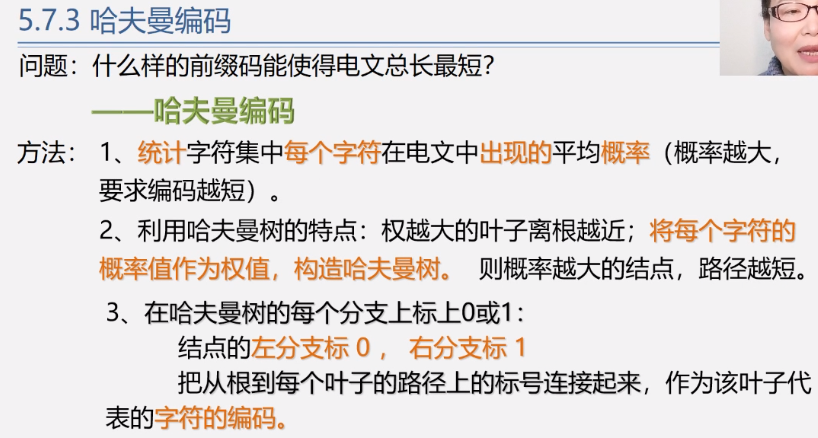 5.7.3 哈夫曼编码
问题：什么样的前缀码能使得电文总长最短？
——哈夫曼编码
方法： 1、统计字符集中每个字符在电文中出现的平均概率（概率越大，
要求编码越短）。
2、利用哈夫曼树的特点：权越大的叶子离根越近；将每个字符的
概率值作为权值，构造哈夫曼树。 则概率越大的结点，路径越短。
3、在哈夫曼树的每个分支上标上0或1：
结点的左分支标 0 ， 右分支标 1
把从根到每个叶子的路径上的标号连接起来，作为该叶子代
表的字符的编码。